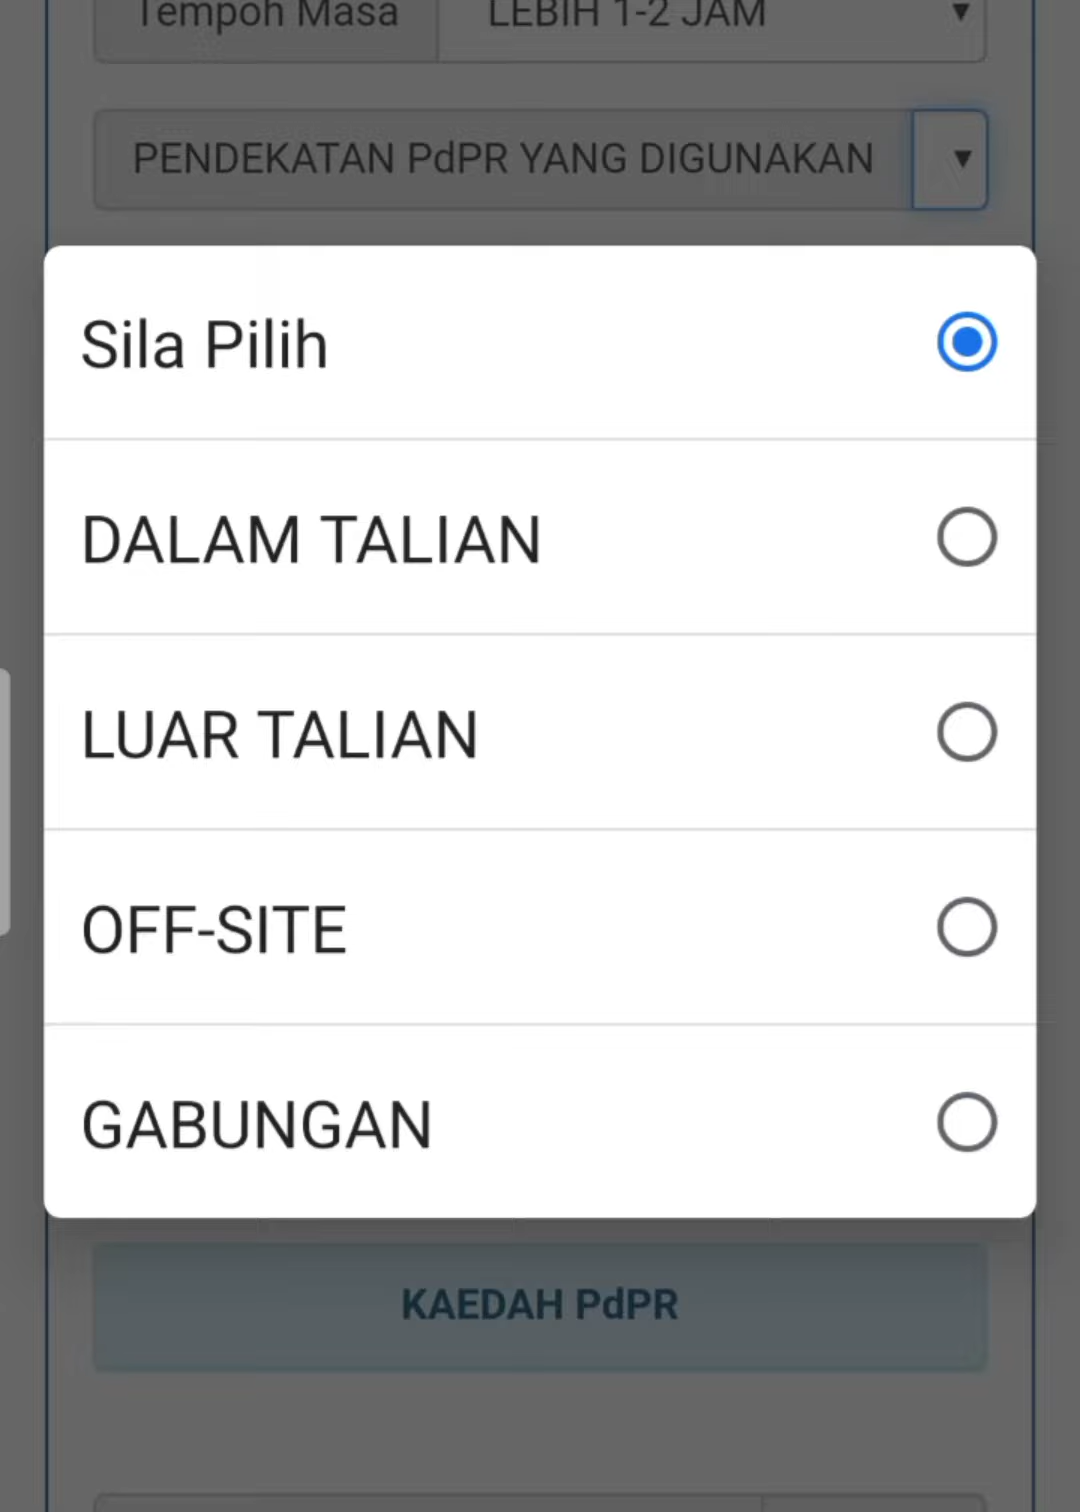 Tempoh Masa
LEBIH 1-2 JAM
PENDEKATAN PdPR YANG DIGUNAKAN
Sila Pilih
DALAM TALIAN
LUAR TALIAN
OFF-SITE
GABUNGAN
KAEDAH PdPR